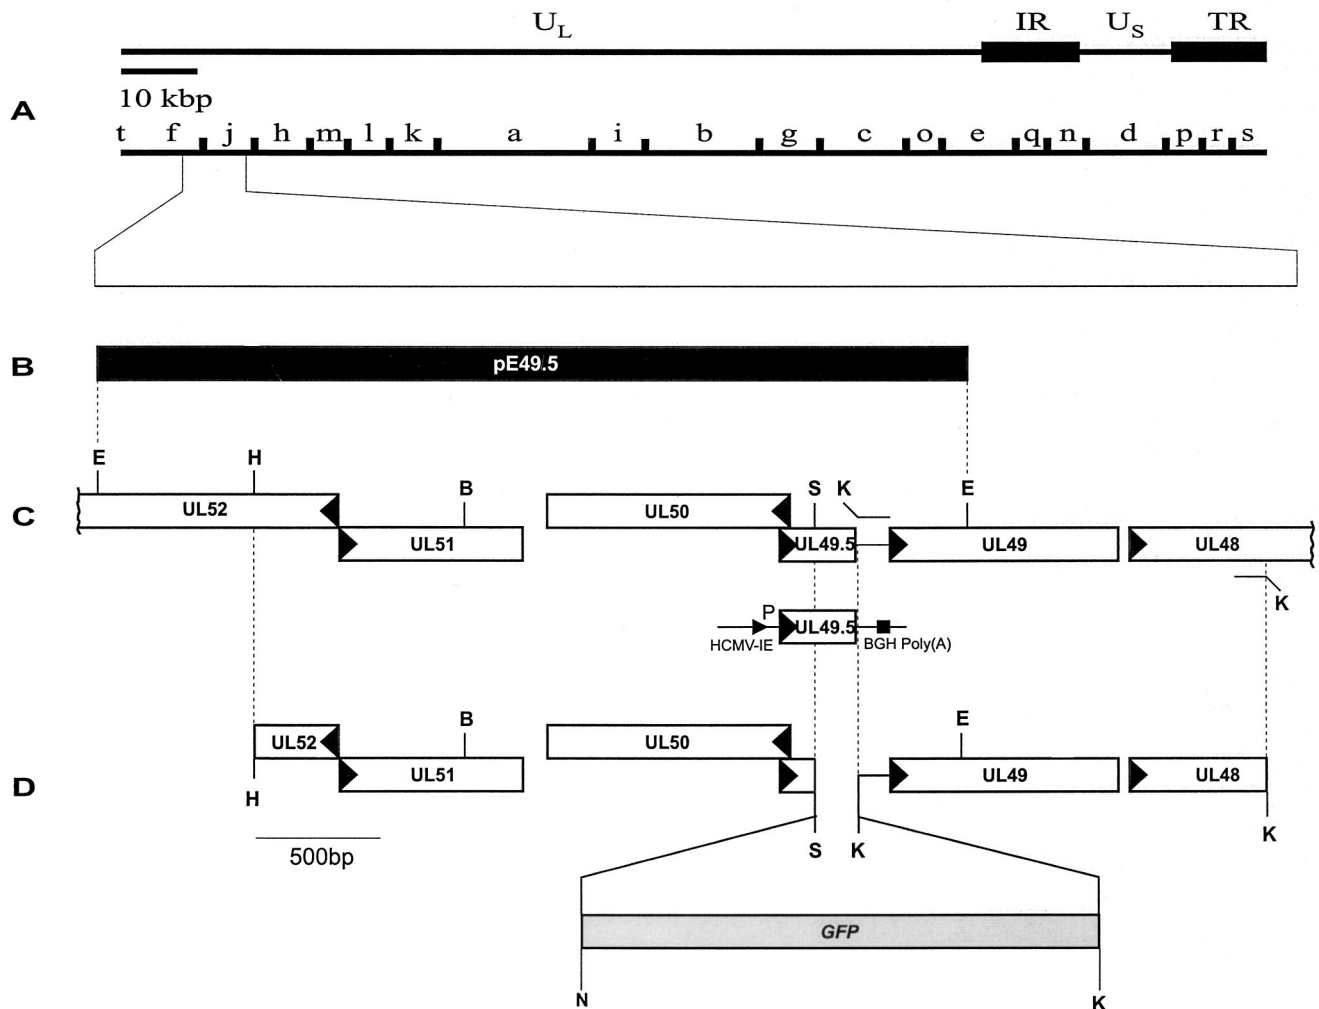 U_L IR U_S TR
10 kbp
A
t f j h m l k a i b g c o e q n d p r s
B
pE49.5
E H B S K E
C
UL52 UL50
UL51 UL49.5 UL49 UL48
K
P
UL49.5
HCMV-IE BGH Poly(A)
B E
UL52 UL50
UL51 UL49 UL48
D
H
K
500bp
S K
GFP
N K